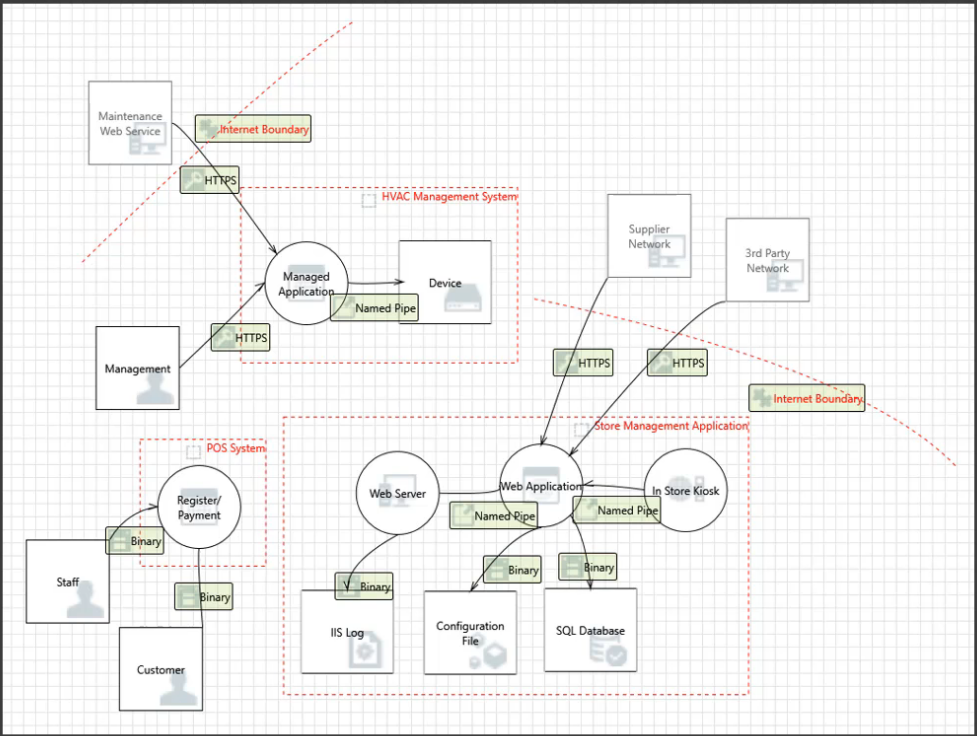 Maintenance
Web Service
Internet Boundary
HTTPS
HVAC Management System
Managed
Application
Device
Named Pipe
Supplier
Network
3rd Party
Network
HTTPS
Management
HTTPS
HTTPS
Internet Boundary
Store Management Application
POS System
Register/
Payment
Web Server
Web Application
In Store Kiosk
Named Pipe
Named Pipe
Binary
Staff
Binary
Binary
Binary
Binary
IIS Log
Configuration
File
SQL Database
Customer